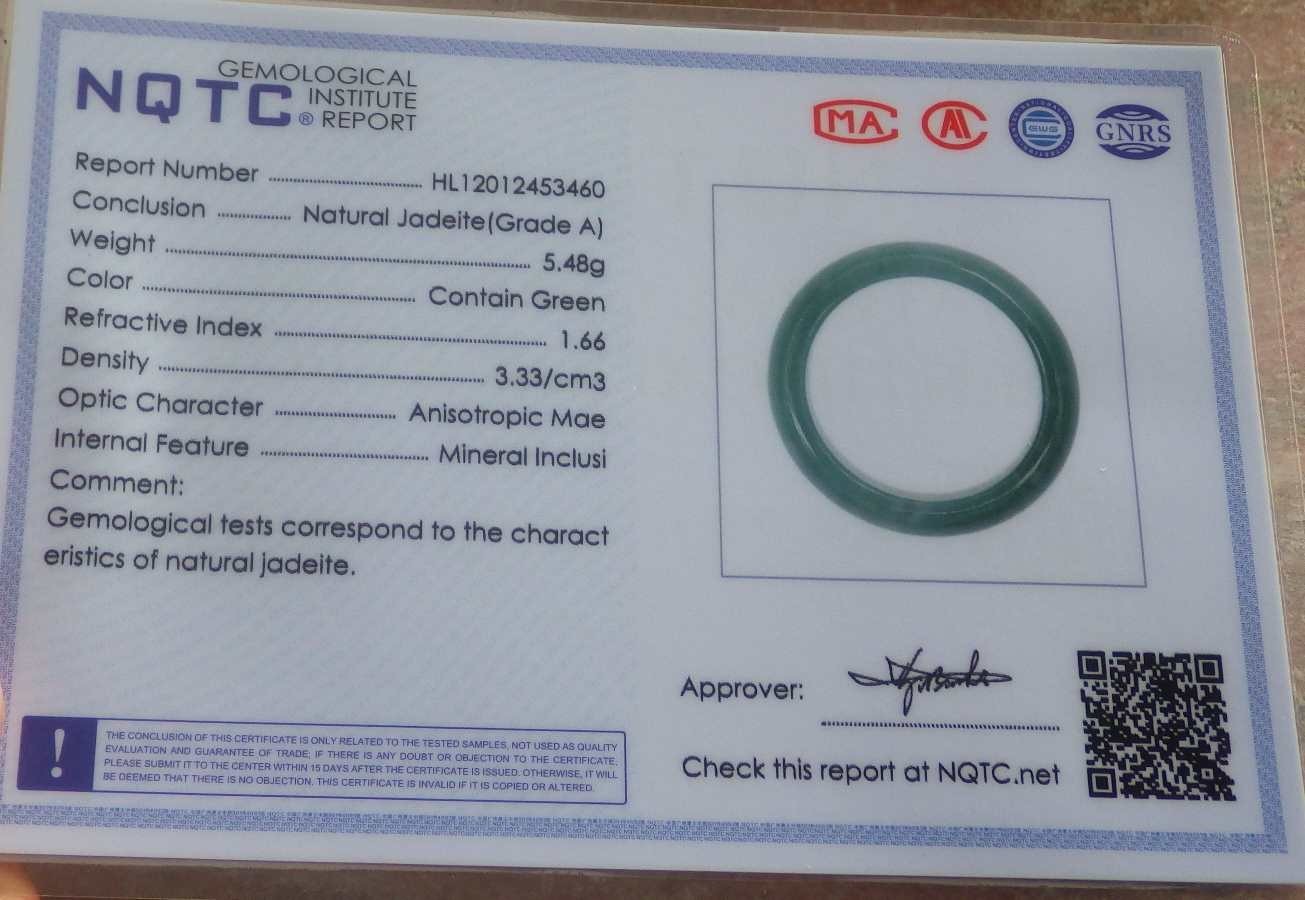 NQTC® GEMOLOGICAL
INSTITUTE
REPORT
MA
GWS
GNRS
Report Number ........ HL12012453460
Conclusion ........ Natural Jadeite(Grade A)
Weight ........ 5.48g
Color ........ Contain Green
Refractive Index ........ 1.66
Density ........ 3.33/cm3
Optic Character ........ Anisotropic Mae
Internal Feature ........ Mineral Inclusi
Comment:
Gemological tests correspond to the charact
eristics of natural jadeite.
Approver:
Check this report at NQTC.net
!
THE CONCLUSION OF THIS CERTIFICATE IS ONLY RELATED TO THE TESTED SAMPLES, NOT USED AS QUALITY
EVALUATION AND GUARANTEE OF TRADE; IF THERE IS ANY DOUBT OR OBJECTION TO THE CERTIFICATE,
PLEASE SUBMIT IT TO THE CENTER WITHIN 15 DAYS AFTER THE CERTIFICATE IS ISSUED. OTHERWISE, IT WILL
BE DEEMED THAT THERE IS NO OBJECTION. THIS CERTIFICATE IS INVALID IF IT IS COPIED OR ALTERED.